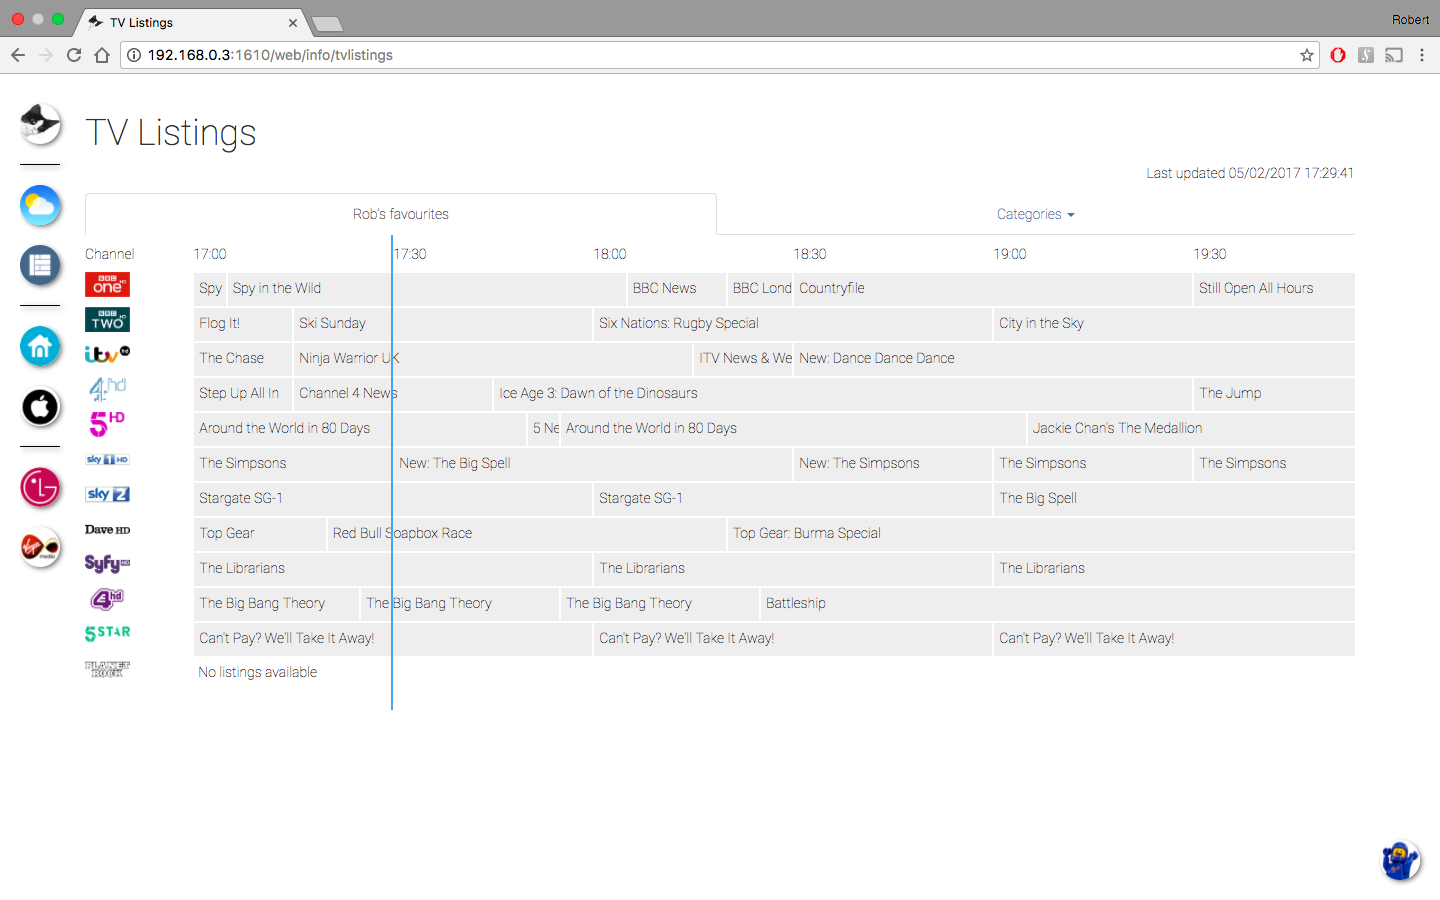 TV Listings
Robert
192.168.0.3:1610/web/info/tvlistings
TV Listings
Last updated 05/02/2017 17:29:41
Rob's favourites
Categories
Channel 17:00 17:30 18:00 18:30 19:00 19:30
BBC one HD Spy Spy in the Wild BBC News BBC Lond Countryfile Still Open All Hours
BBC TWO HD Flog It! Ski Sunday Six Nations: Rugby Special City in the Sky
itv HD The Chase Ninja Warrior UK ITV News & We New: Dance Dance Dance
4hd Step Up All In Channel 4 News Ice Age 3: Dawn of the Dinosaurs The Jump
5 HD Around the World in 80 Days 5 Ne Around the World in 80 Days Jackie Chan's The Medallion
sky 1 HD The Simpsons New: The Big Spell New: The Simpsons The Simpsons The Simpsons
sky 2 Stargate SG-1 Stargate SG-1 The Big Spell
Dave HD Top Gear Red Bull Soapbox Race Top Gear: Burma Special
Syfy HD The Librarians The Librarians The Librarians
4hd The Big Bang Theory The Big Bang Theory The Big Bang Theory Battleship
5STAR Can't Pay? We'll Take It Away! Can't Pay? We'll Take It Away! Can't Pay? We'll Take It Away!
PLANET ROCK No listings available
LG
Virgin media